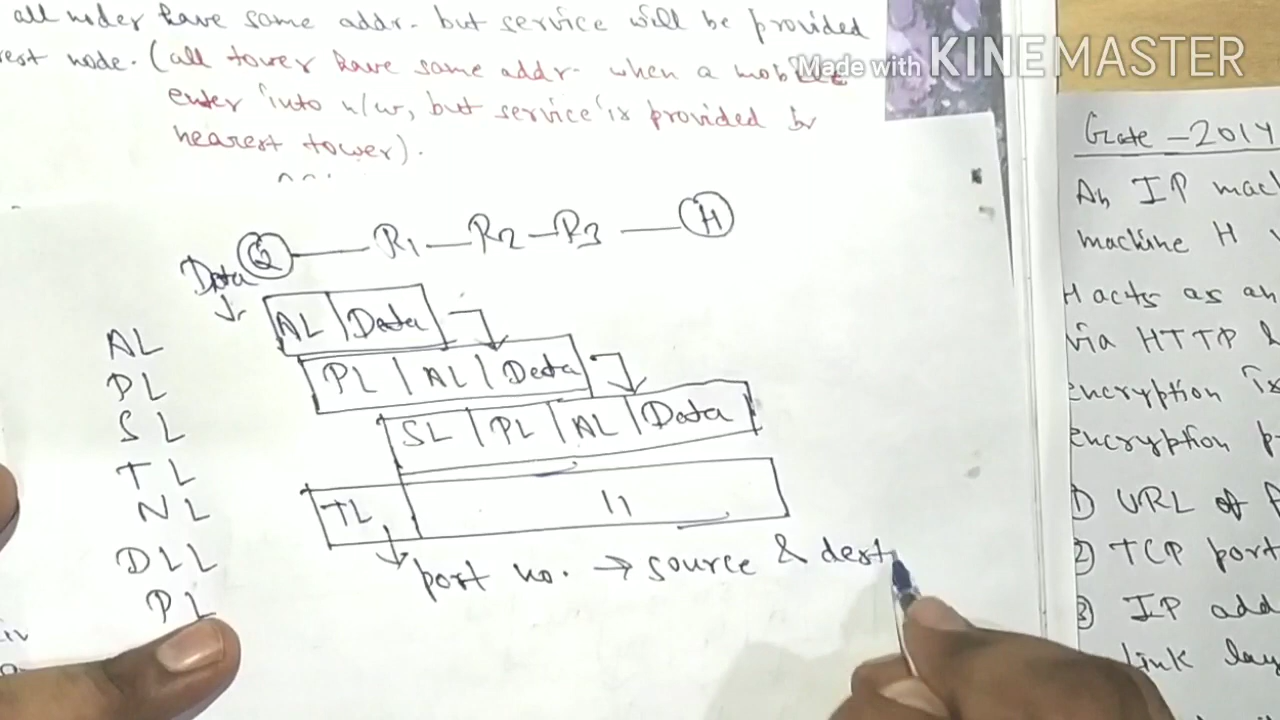 all nodes have same addr. but service will be provided
rest node. (all tower have same addr. when a mobile
enter into n/w, but service is provided by
nearest tower).
Made with KINEMASTER
Q R1 R2 R3 H
Data
AL Data
PL AL Data
SL PL AL Data
TL 11
port no. → source & dest
AL
PL
SL
TL
NL
DLL
PL
Gate - 2014
An IP mach
machine H
H acts as an
via HTTP &
encryption is
encryption p
① URL of f
② TCP port
③ IP add
Link lay